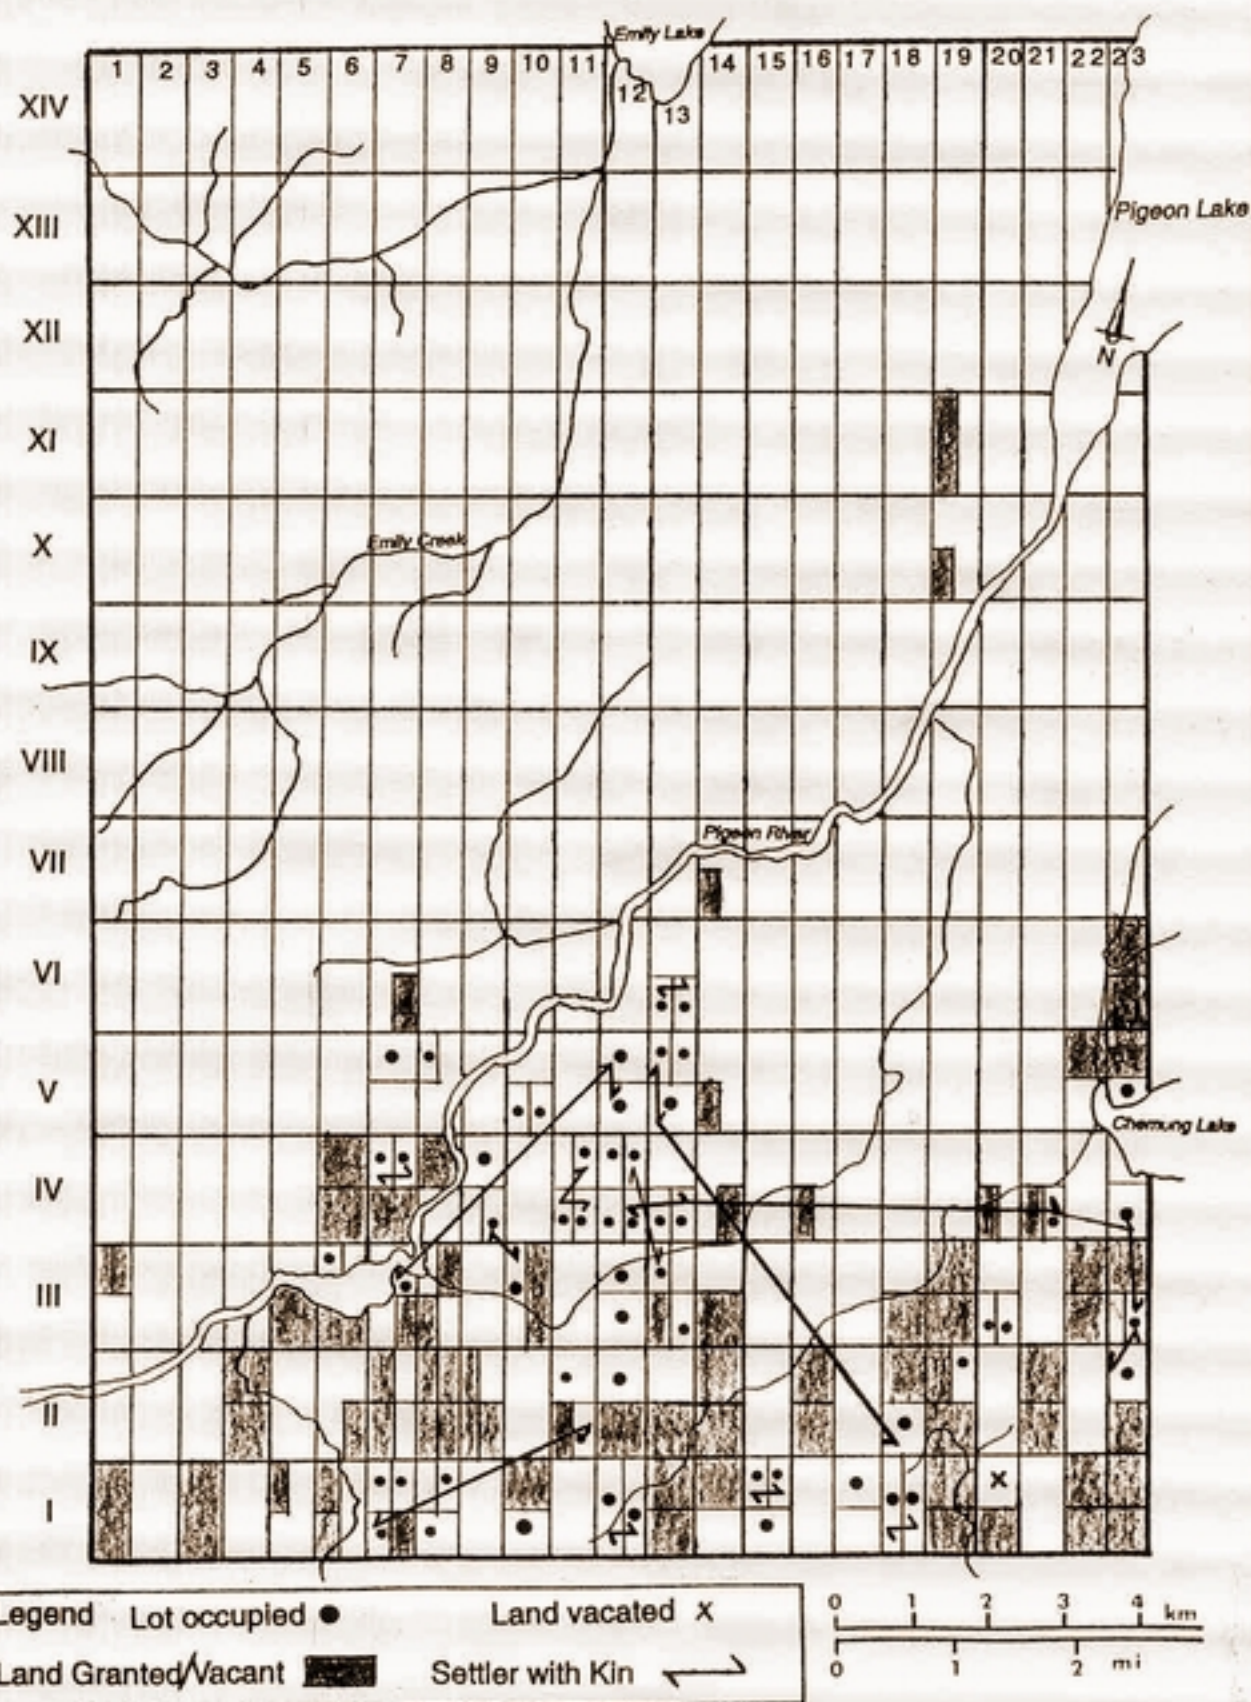 Emily Lake
1 2 3 4 5 6 7 8 9 10 11 14 15 16 17 18 19 20 21 22 23
12
13
XIV
XIII
Pigeon Lake
XII
N
XI
X
Emily Creek
IX
VIII
VII
Pigeon River
VI
V
Chemung Lake
IV
III
II
I
x
Legend Lot occupied ● Land vacated x
Land Granted/Vacant Settler with Kin
0 1 2 3 4 km
0 1 2 mi